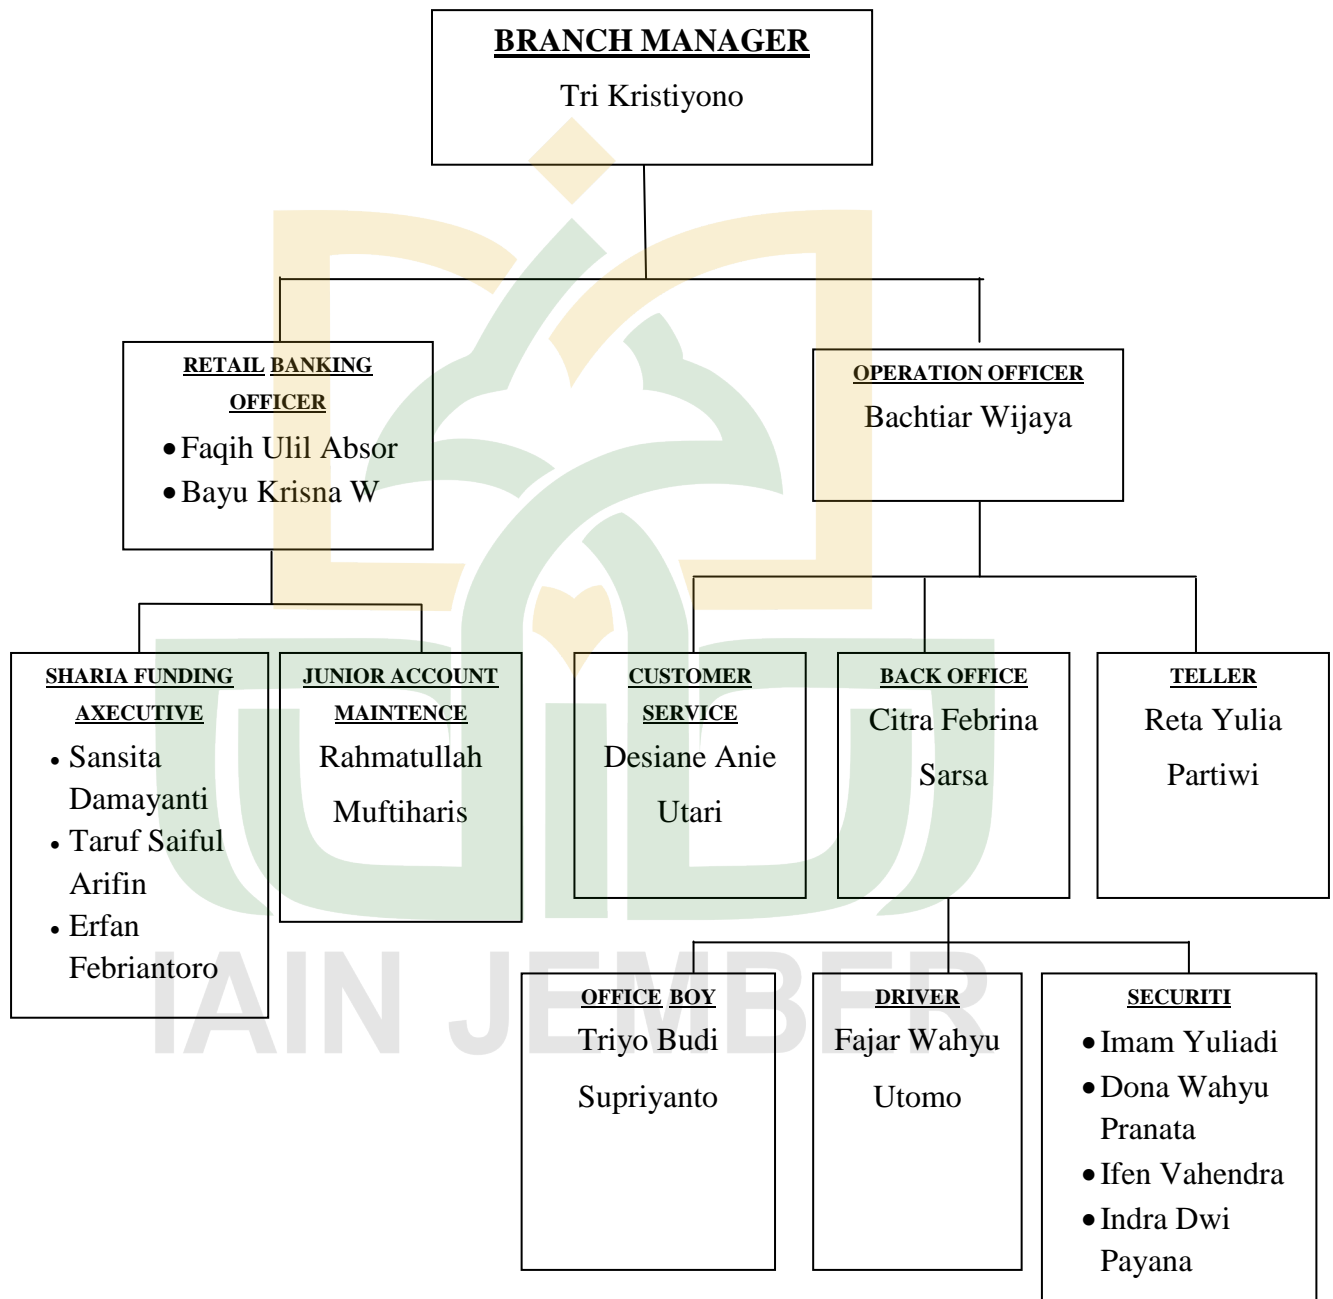 BRANCH MANAGER
Tri Kristiyono
RETAIL BANKING
OFFICER
•Faqih Ulil Absor
•Bayu Krisna W
OPERATION OFFICER
Bachtiar Wijaya
SHARIA FUNDING
AXECUTIVE
• Sansita
Damayanti
• Taruf Saiful
Arifin
• Erfan
Febriantoro
JUNIOR ACCOUNT
MAINTENCE
Rahmatullah
Muftiharis
CUSTOMER
SERVICE
Desiane Anie
Utari
BACK OFFICE
Citra Febrina
Sarsa
TELLER
Reta Yulia
Partiwi
OFFICE BOY
Triyo Budi
Supriyanto
DRIVER
Fajar Wahyu
Utomo
SECURITI
•Imam Yuliadi
•Dona Wahyu
Pranata
•Ifen Vahendra
•Indra Dwi
Payana
IAIN JEMBER